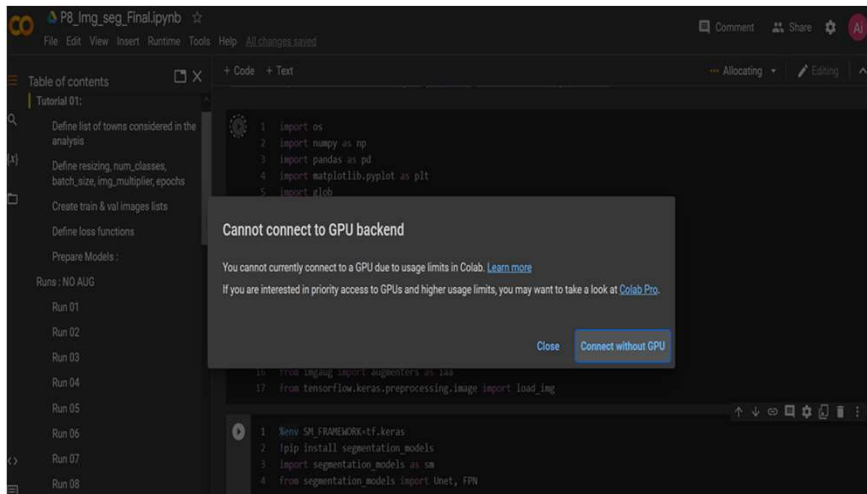 P8_Img_seg_Final.ipynb
File Edit View Insert Runtime Tools Help All changes saved
Comment Share Ai
Table of contents
+ Code + Text
Allocating Editing
Tutorial 01:
Define list of towns considered in the
analysis
Define resizing, num_classes,
batch_size, img_multiplier, epochs
Create train & val images lists
Define loss functions
Prepare Models :
Runs : NO AUG
Run 01
Run 02
Run 03
Run 04
Run 05
Run 06
Run 07
Run 08
1 import os
2 import numpy as np
3 import pandas as pd
4 import matplotlib.pyplot as plt
5 import glob
Cannot connect to GPU backend
You cannot currently connect to a GPU due to usage limits in Colab. Learn more
If you are interested in priority access to GPUs and higher usage limits, you may want to take a look at Colab Pro.
Close Connect without GPU
16 from imgaug import augmenters as iaa
17 from tensorflow.keras.preprocessing.image import load_img
1 %env SM_FRAMEWORK=tf.keras
2 !pip install segmentation_models
3 import segmentation_models as sm
4 from segmentation_models import Unet, FPN